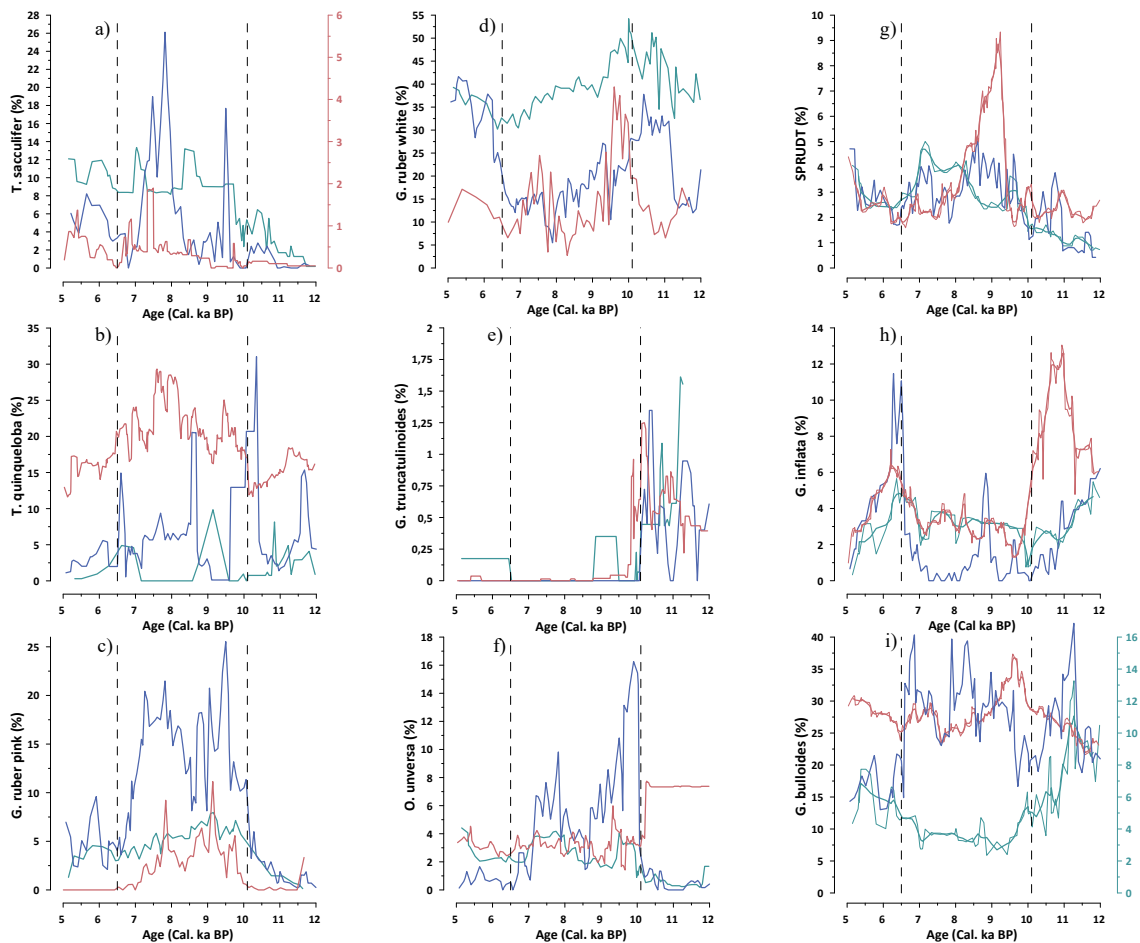 a)
T. sacculifer (%)
28
26
24
22
20
18
16
14
12
10
8
6
4
2
0
6
5
4
3
2
1
0
5 6 7 8 9 10 11 12
Age (Cal. ka BP)
d)
G. ruber white (%)
55
50
45
40
35
30
25
20
15
10
5
0
5 6 7 8 9 10 11 12
Age (Cal. ka BP)
g)
SPRUDT (%)
10
9
8
7
6
5
4
3
2
1
0
5 6 7 8 9 10 11 12
Age (Cal. ka BP)
b)
T. quinqueloba (%)
35
30
25
20
15
10
5
0
5 6 7 8 9 10 11 12
Age (Cal. ka BP)
e)
G. truncatulinoides (%)
2
1,75
1,5
1,25
1
0,75
0,5
0,25
0
5 6 7 8 9 10 11 12
Age (Cal. ka BP)
h)
G. inflata (%)
14
12
10
8
6
4
2
0
5 6 7 8 9 10 11 12
Age (Cal ka BP)
c)
G. ruber pink (%)
25
20
15
10
5
0
5 6 7 8 9 10 11 12
Age (Cal. ka BP)
f)
O. unversa (%)
18
16
14
12
10
8
6
4
2
0
5 6 7 8 9 10 11 12
Age (Cal. ka BP)
i)
G. bulloides (%)
40
35
30
25
20
15
10
5
0
16
14
12
10
8
6
4
2
0
5 6 7 8 9 10 11 12
Age (Cal. ka BP)